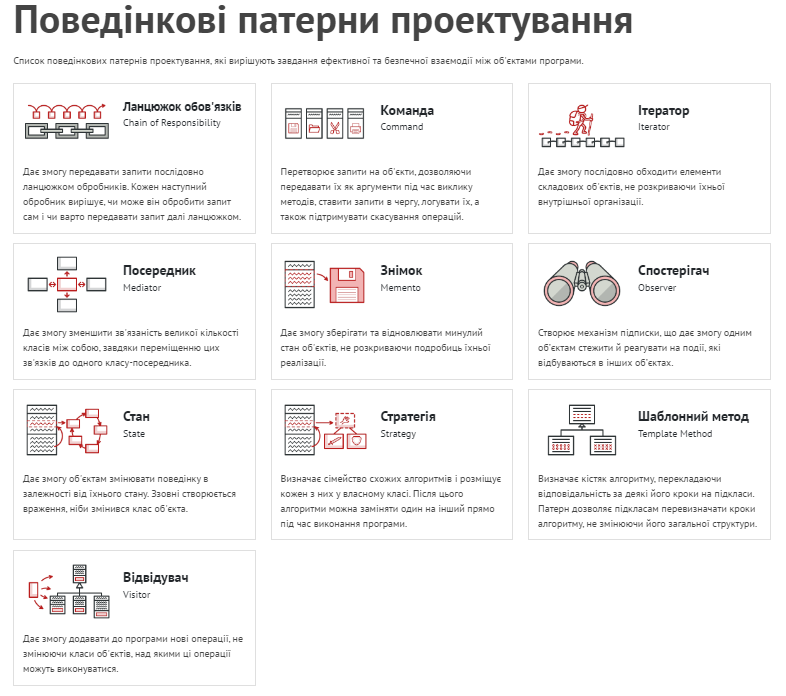 Поведінкові патерни проектування
Список поведінкових патернів проектування, які вирішують завдання ефективної та безпечної взаємодії між об'єктами програми.
Ланцюжок обов'язків
Chain of Responsibility
Дає змогу передавати запити послідовно
ланцюжком обробників. Кожен наступний
обробник вирішує, чи може він обробити запит
сам і чи варто передавати запит далі ланцюжком.
Команда
Command
Перетворює запити на об'єкти, дозволяючи
передавати їх як аргументи під час виклику
методів, ставити запити в чергу, логувати їх, а
також підтримувати скасування операцій.
Ітератор
Iterator
Дає змогу послідовно обходити елементи
складових об'єктів, не розкриваючи їхньої
внутрішньої організації.
Посередник
Mediator
Дає змогу зменшити зв'язаність великої кількості
класів між собою, завдяки переміщенню цих
зв'язків до одного класу-посередника.
Знімок
Memento
Дає змогу зберігати та відновлювати минулий
стан об'єктів, не розкриваючи подробиць їхньої
реалізації.
Спостерігач
Observer
Створює механізм підписки, що дає змогу одним
об'єктам стежити й реагувати на події, які
відбуваються в інших об'єктах.
Стан
State
Дає змогу об'єктам змінювати поведінку в
залежності від їхнього стану. Ззовні створюється
враження, ніби змінився клас об'єкта.
Стратегія
Strategy
Визначає сімейство схожих алгоритмів і розміщує
кожен з них у власному класі. Після цього
алгоритми можна заміняти один на інший прямо
під час виконання програми.
Шаблонний метод
Template Method
Визначає кістяк алгоритму, перекладаючи
відповідальність за деякі його кроки на підкласи.
Патерн дозволяє підкласам перевизначати кроки
алгоритму, не змінюючи його загальної структури.
Відвідувач
Visitor
Дає змогу додавати до програми нові операції, не
змінюючи класи об'єктів, над якими ці операції
можуть виконуватися.